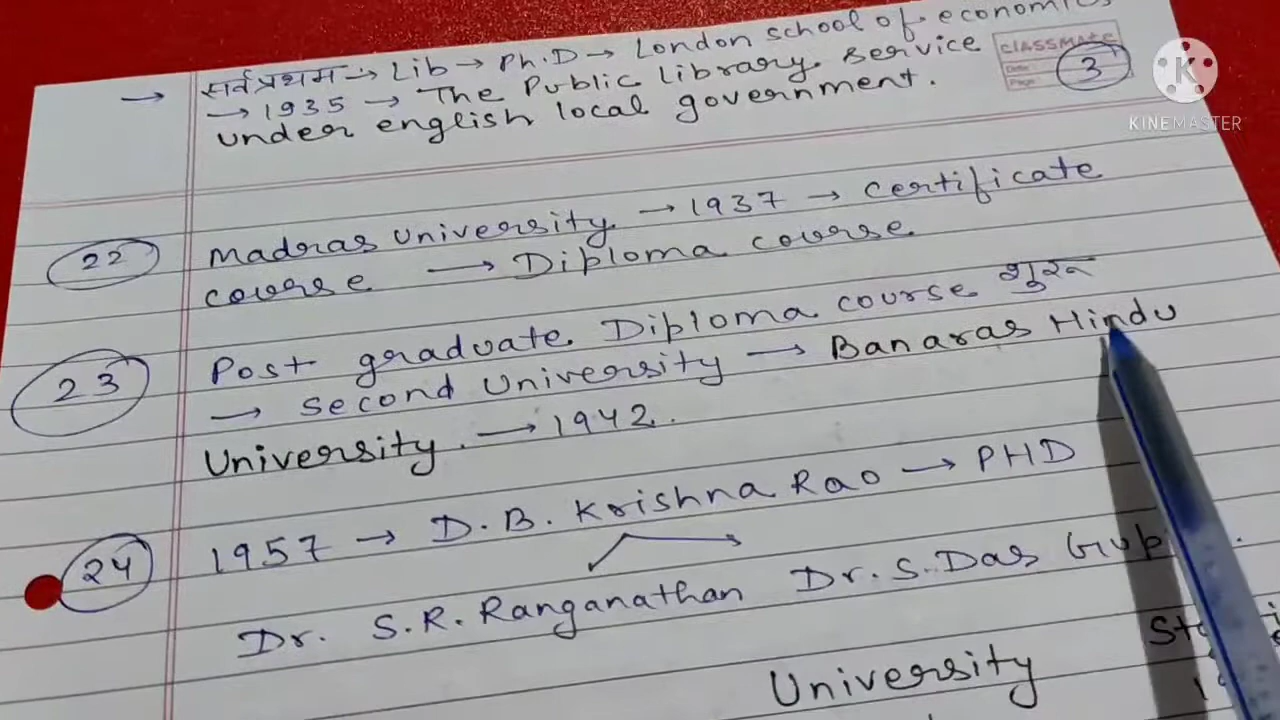 सर्वप्रथम → Lib → Ph.D → London school of economics
→ → 1935 → The Public library service
under english local government.
classmate
Date
Page 3
K
KINEMASTER
22 Madras University → 1937 → certificate
course → Diploma course
23 Post graduate Diploma course शुरू
→ second University → Banaras Hindu
University. → 1942.
24 1957 → D.B. Krishna Rao → PHD
Dr. S.R. Ranganathan Dr. S. Das
University